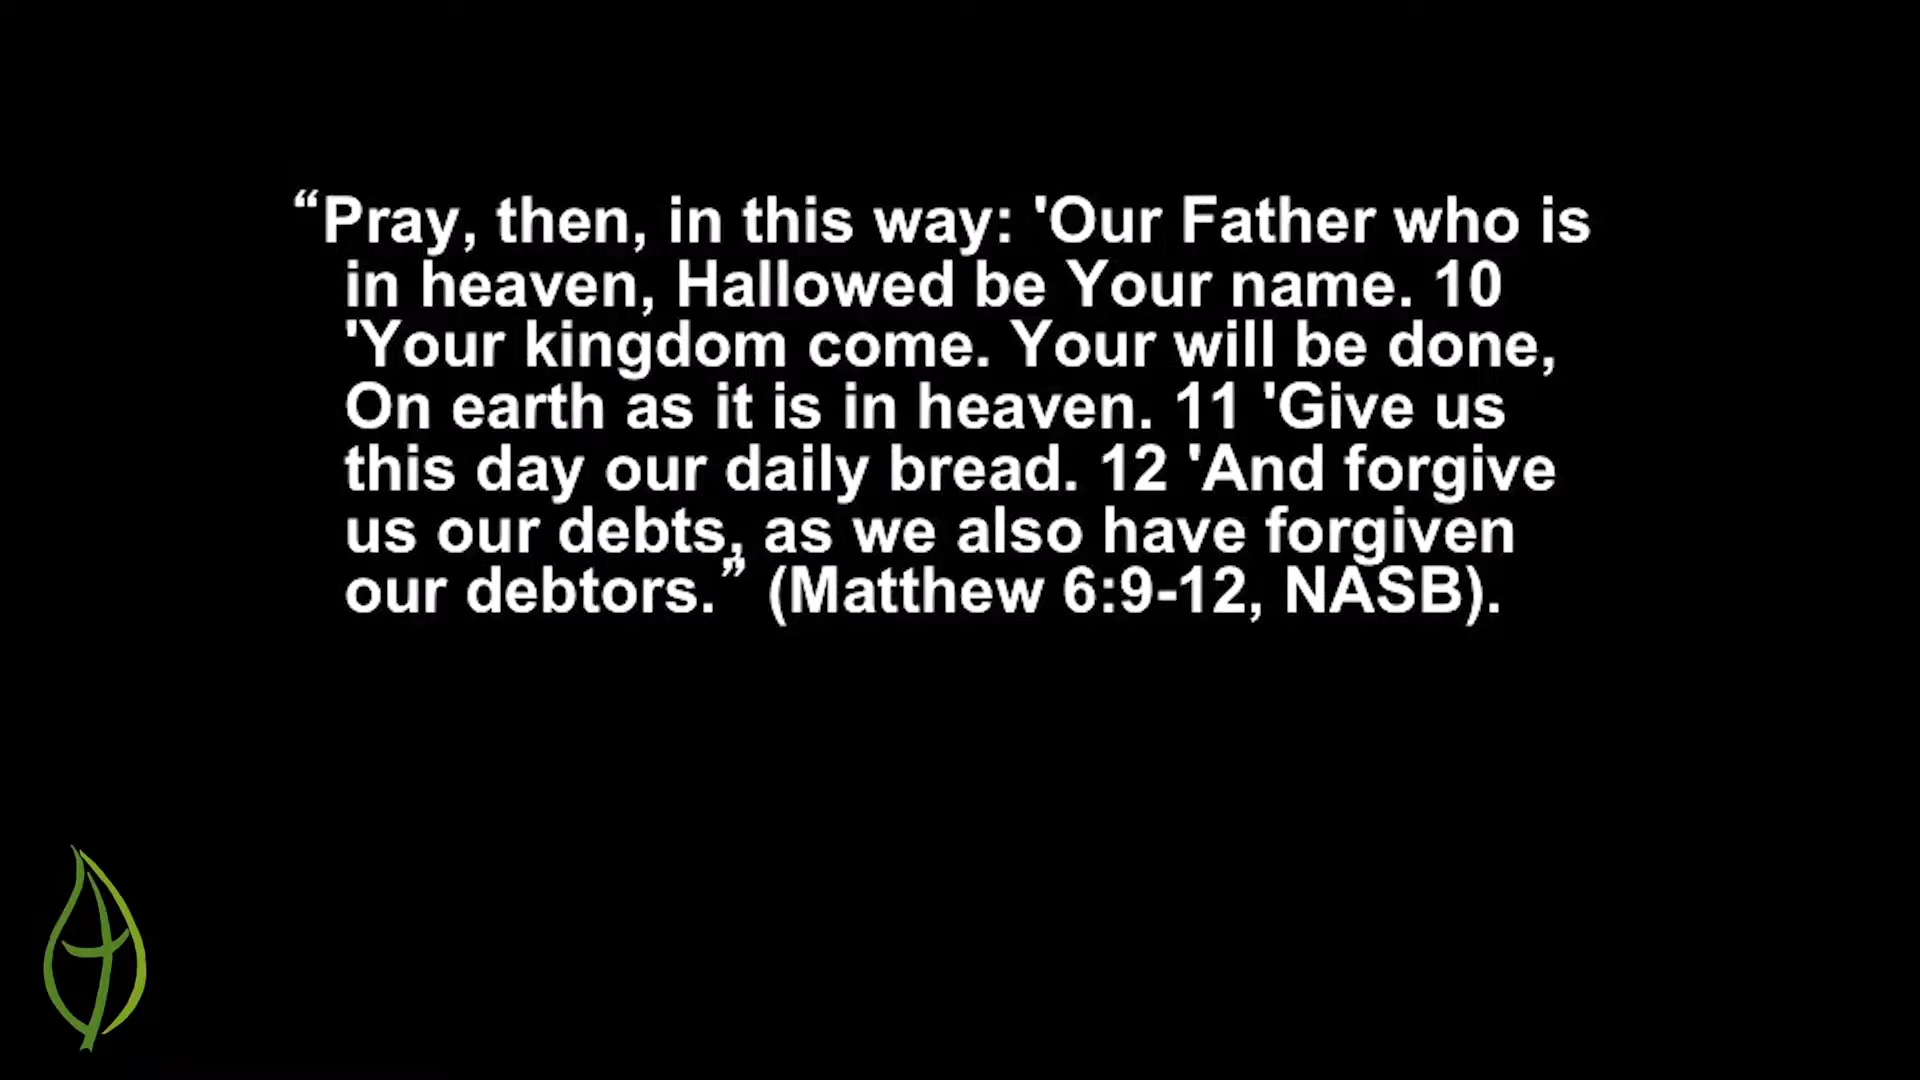 “Pray, then, in this way: 'Our Father who is
in heaven, Hallowed be Your name. 10
'Your kingdom come. Your will be done,
On earth as it is in heaven. 11 'Give us
this day our daily bread. 12 'And forgive
us our debts, as we also have forgiven
our debtors.” (Matthew 6:9-12, NASB).